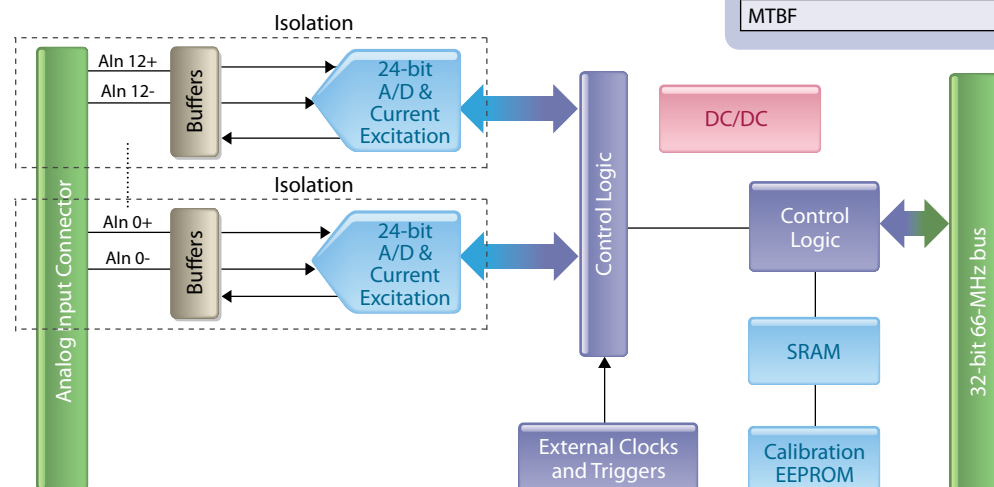 MTBF
Isolation
AIn 12+
AIn 12-
Buffers
24-bit
A/D &
Current
Excitation
DC/DC
Isolation
AIn 0+
AIn 0-
Buffers
24-bit
A/D &
Current
Excitation
Analog Input Connector
Control Logic
Control
Logic
32-bit 66-MHz bus
SRAM
External Clocks
and Triggers
Calibration
EEPROM